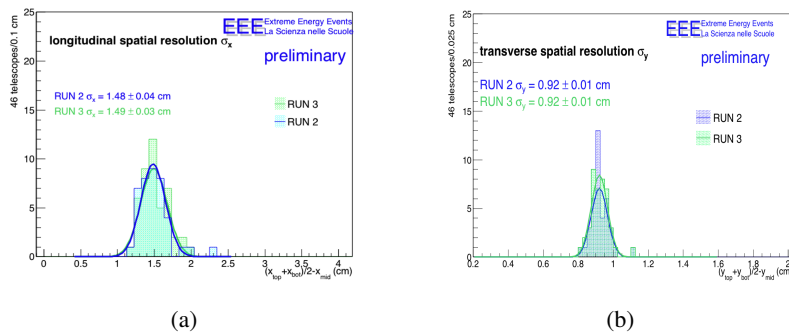 (a)
EEE Extreme Energy Events
La Scienza nelle Scuole
longitudinal spatial resolution σx
preliminary
RUN 2 σx = 1.48 ± 0.04 cm
RUN 3 σx = 1.49 ± 0.03 cm
RUN 3
RUN 2
46 telescopes/0.1 cm
25
20
15
10
5
0
0 0.5 1 1.5 2 2.5 3 3.5 4
(xtop+xbot)/2-xmid (cm)
(a)
(b)
EEE Extreme Energy Events
La Scienza nelle Scuole
transverse spatial resolution σy
preliminary
RUN 2 σy = 0.92 ± 0.01 cm
RUN 3 σy = 0.92 ± 0.01 cm
RUN 2
RUN 3
46 telescopes/0.025 cm
25
20
15
10
5
0
0.2 0.4 0.6 0.8 1 1.2 1.4 1.6 1.8 2
(ytop+ybot)/2-ymid (cm
(b)